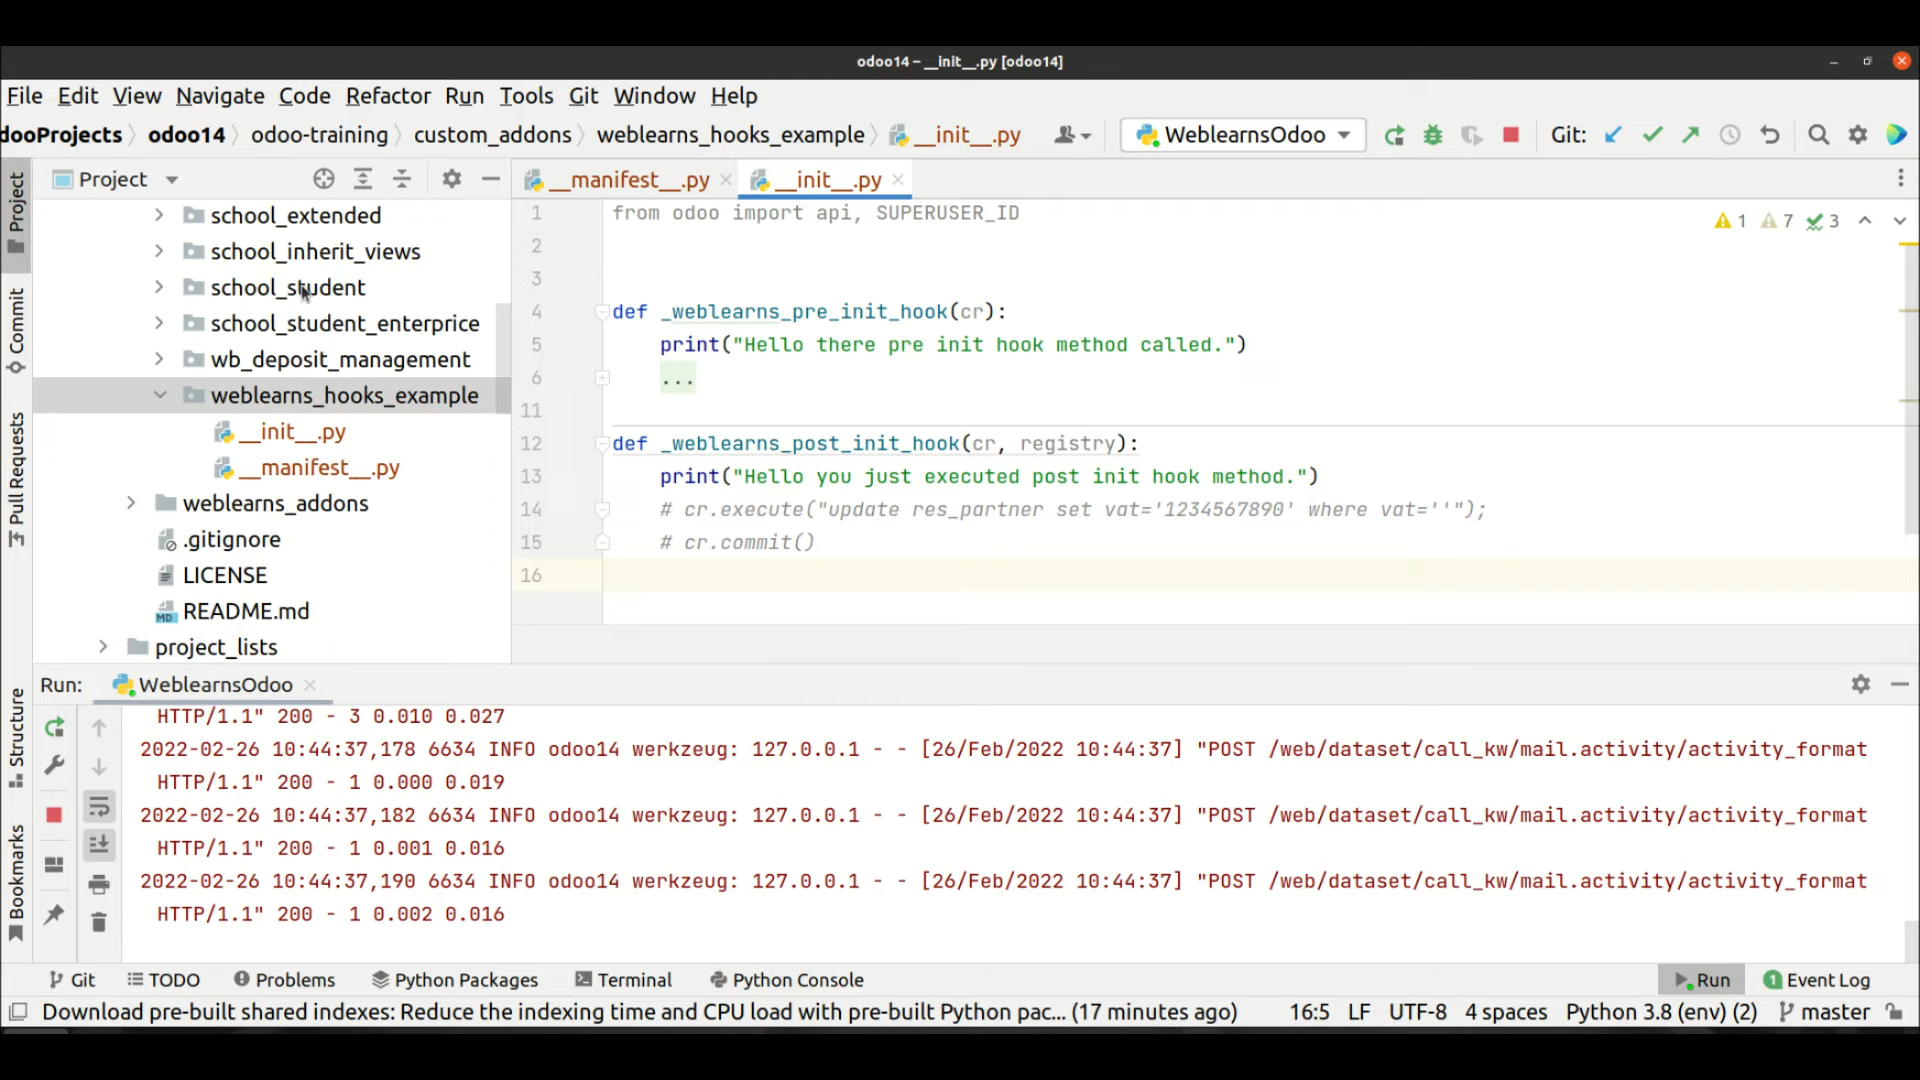 odoo14 – __init__.py [odoo14]
File Edit View Navigate Code Refactor Run Tools Git Window Help
dooProjects odoo14 odoo-training custom_addons weblearns_hooks_example __init__.py WeblearnsOdoo Git:
Project
__manifest__.py __init__.py
school_extended
school_inherit_views
school_student
school_student_enterprice
wb_deposit_management
weblearns_hooks_example
__init__.py
__manifest__.py
weblearns_addons
.gitignore
LICENSE
README.md
project_lists
1 from odoo import api, SUPERUSER_ID
2
3
4 def _weblearns_pre_init_hook(cr):
5 print("Hello there pre init hook method called.")
6 ...
11
12 def _weblearns_post_init_hook(cr, registry):
13 print("Hello you just executed post init hook method.")
14 # cr.execute("update res_partner set vat='1234567890' where vat=''");
15 # cr.commit()
16
1 7 3
Project
Commit
Pull Requests
Structure
Bookmarks
Run: WeblearnsOdoo
HTTP/1.1" 200 - 3 0.010 0.027
2022-02-26 10:44:37,178 6634 INFO odoo14 werkzeug: 127.0.0.1 - - [26/Feb/2022 10:44:37] "POST /web/dataset/call_kw/mail.activity/activity_format
HTTP/1.1" 200 - 1 0.000 0.019
2022-02-26 10:44:37,182 6634 INFO odoo14 werkzeug: 127.0.0.1 - - [26/Feb/2022 10:44:37] "POST /web/dataset/call_kw/mail.activity/activity_format
HTTP/1.1" 200 - 1 0.001 0.016
2022-02-26 10:44:37,190 6634 INFO odoo14 werkzeug: 127.0.0.1 - - [26/Feb/2022 10:44:37] "POST /web/dataset/call_kw/mail.activity/activity_format
HTTP/1.1" 200 - 1 0.002 0.016
Git TODO Problems Python Packages Terminal Python Console Run 1 Event Log
Download pre-built shared indexes: Reduce the indexing time and CPU load with pre-built Python pac... (17 minutes ago) 16:5 LF UTF-8 4 spaces Python 3.8 (env) (2) master